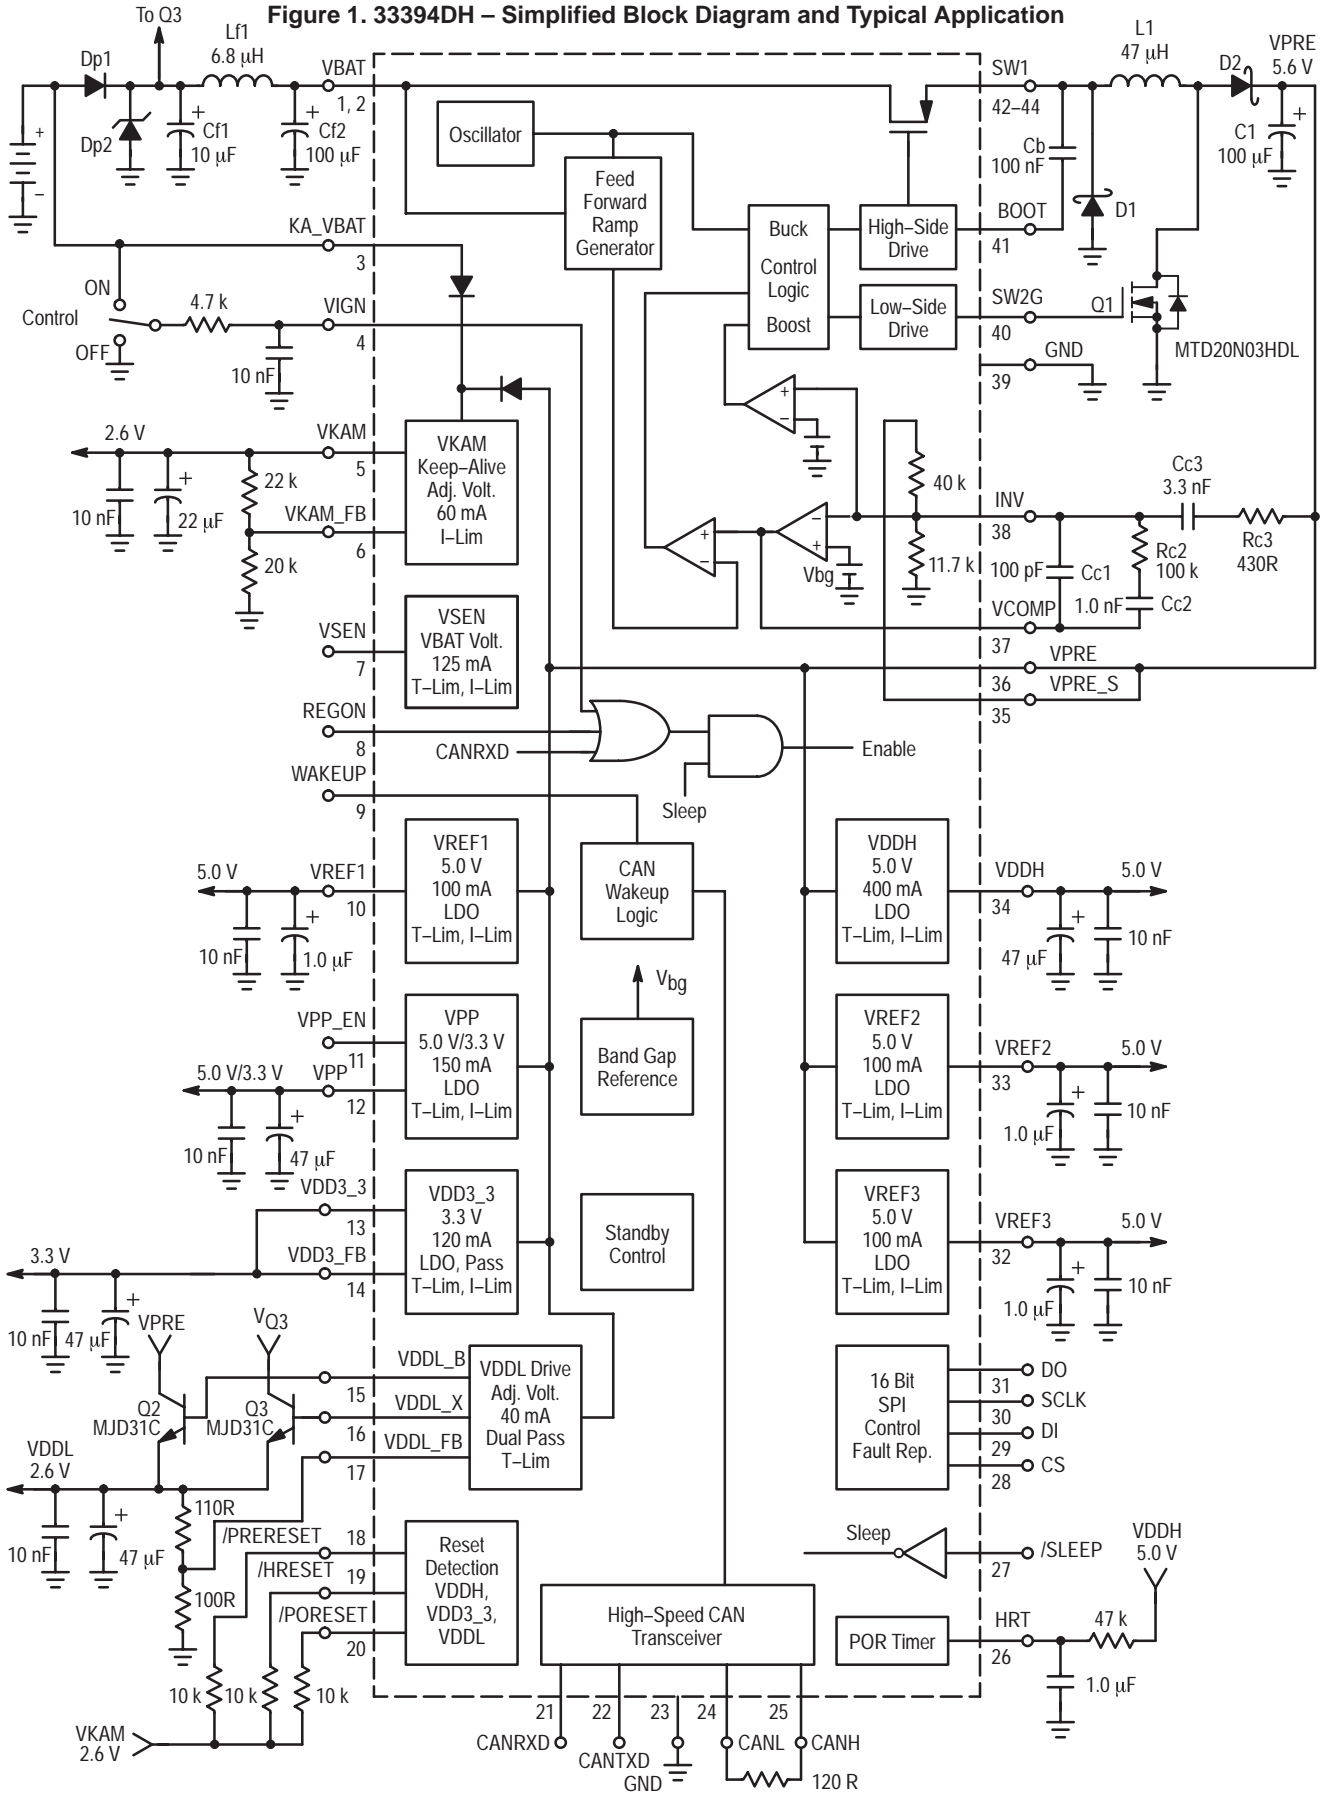 Figure 1. 33394DH – Simplified Block Diagram and Typical Application
To Q3
Dp1
Lf1
6.8 μH
VBAT
1, 2
Dp2
+
Cf1
10 μF
+
Cf2
100 μF
+
–
KA_VBAT
3
ON
Control
OFF
4.7 k
VIGN
4
10 nF
2.6 V
VKAM
5
22 k
10 nF
+
22 μF
VKAM_FB
6
20 k
VSEN
7
REGON
8
WAKEUP
9
5.0 V
VREF1
10
+
10 nF
1.0 μF
VPP_EN
11
5.0 V/3.3 V
VPP
12
+
10 nF
47 μF
VDD3_3
13
3.3 V
VDD3_FB
14
+
10 nF
47 μF
VPRE
VQ3
Q2
MJD31C
Q3
MJD31C
VDDL_B
15
VDDL_X
16
VDDL_FB
17
VDDL
2.6 V
+
10 nF
47 μF
110R
100R
/PRERESET
18
/HRESET
19
/PORESET
20
10 k
10 k
10 k
VKAM
2.6 V
Oscillator
Feed
Forward
Ramp
Generator
Buck
Control
Logic
Boost
High–Side
Drive
Low–Side
Drive
+
–
+
–
–
+
Vbg
40 k
11.7 k
VKAM
Keep–Alive
Adj. Volt.
60 mA
I–Lim
VSEN
VBAT Volt.
125 mA
T–Lim, I–Lim
CANRXD
Sleep
Enable
VREF1
5.0 V
100 mA
LDO
T–Lim, I–Lim
CAN
Wakeup
Logic
VDDH
5.0 V
400 mA
LDO
T–Lim, I–Lim
Vbg
VPP
5.0 V/3.3 V
150 mA
LDO
T–Lim, I–Lim
Band Gap
Reference
VREF2
5.0 V
100 mA
LDO
T–Lim, I–Lim
VDD3_3
3.3 V
120 mA
LDO, Pass
T–Lim, I–Lim
Standby
Control
VREF3
5.0 V
100 mA
LDO
T–Lim, I–Lim
VDDL Drive
Adj. Volt.
40 mA
Dual Pass
T–Lim
16 Bit
SPI
Control
Fault Rep.
Reset
Detection
VDDH,
VDD3_3,
VDDL
Sleep
High–Speed CAN
Transceiver
POR Timer
21
22
23
24
25
CANRXD
CANTXD
GND
CANL
CANH
120 R
SW1
42–44
L1
47 μH
D2
VPRE
5.6 V
Cb
100 nF
C1
100 μF
+
BOOT
41
D1
SW2G
40
Q1
MTD20N03HDL
GND
39
INV
38
Cc3
3.3 nF
Rc3
430R
Rc2
100 k
100 pF
Cc1
1.0 nF
Cc2
VCOMP
37
VPRE
36
VPRE_S
35
VDDH
34
5.0 V
+
47 μF
10 nF
VREF2
33
5.0 V
+
1.0 μF
10 nF
VREF3
32
5.0 V
+
1.0 μF
10 nF
DO
31
SCLK
30
DI
29
CS
28
/SLEEP
27
VDDH
5.0 V
HRT
26
47 k
1.0 μF